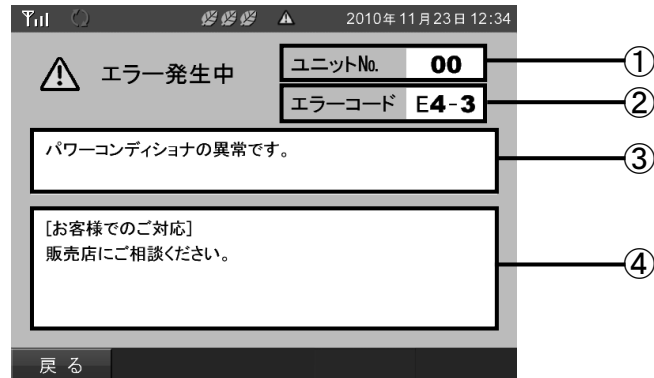 2010年11月23日 12:34
エラー発生中
ユニット№. 00
エラーコード E4-3
パワーコンディショナの異常です。
[お客様でのご対応]
販売店にご相談ください。
戻る
①
②
③
④